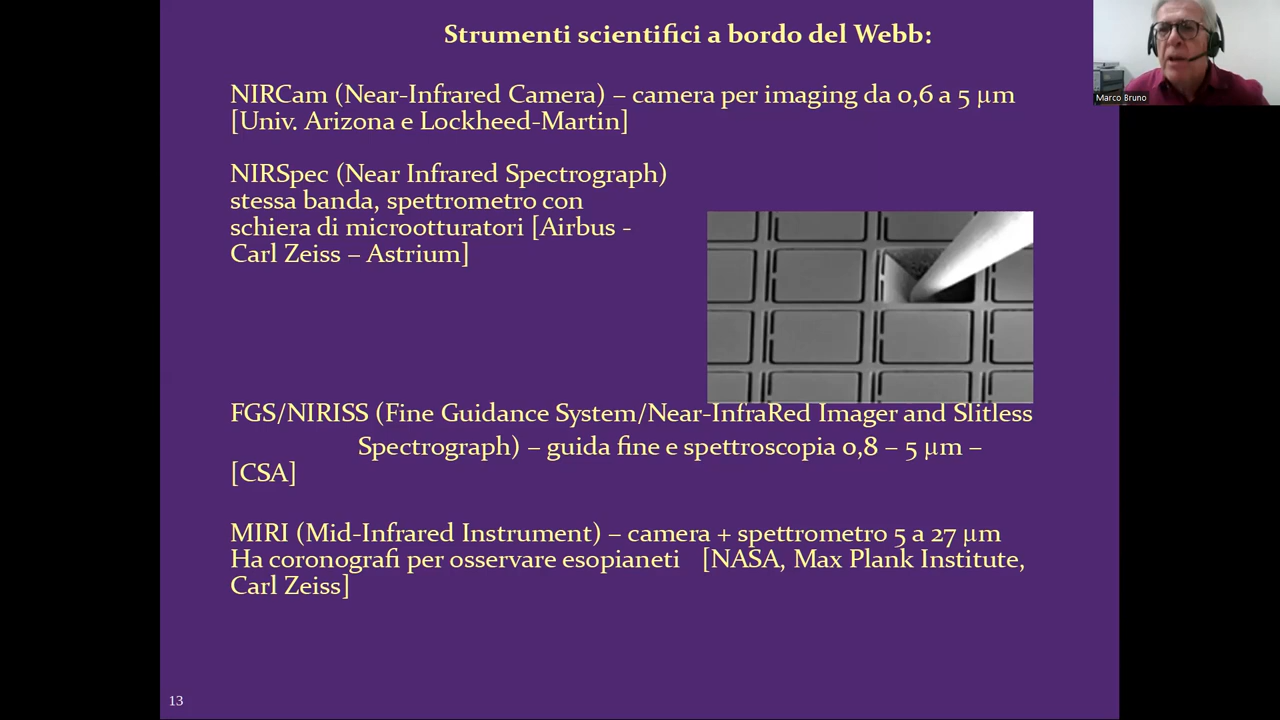 Strumenti scientifici a bordo del Webb:
NIRCam (Near-Infrared Camera) – camera per imaging da 0,6 a 5 µm
[Univ. Arizona e Lockheed-Martin]
NIRSpec (Near Infrared Spectrograph)
stessa banda, spettrometro con
schiera di microotturatori [Airbus -
Carl Zeiss – Astrium]
FGS/NIRISS (Fine Guidance System/Near-InfraRed Imager and Slitless
Spectrograph) – guida fine e spettroscopia 0,8 – 5 µm –
[CSA]
MIRI (Mid-Infrared Instrument) – camera + spettrometro 5 a 27 µm
Ha coronografi per osservare esopianeti [NASA, Max Plank Institute,
Carl Zeiss]
13
Marco Bruno